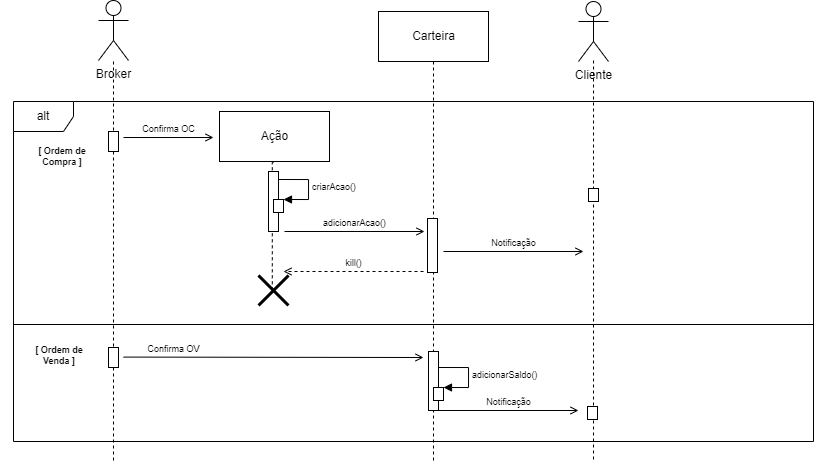 Carteira
Broker
Cliente
alt
Confirma OC
Ação
[ Ordem de
Compra ]
criarAcao()
adicionarAcao()
Notificação
kill()
[ Ordem de
Venda ]
Confirma OV
adicionarSaldo()
Notificação